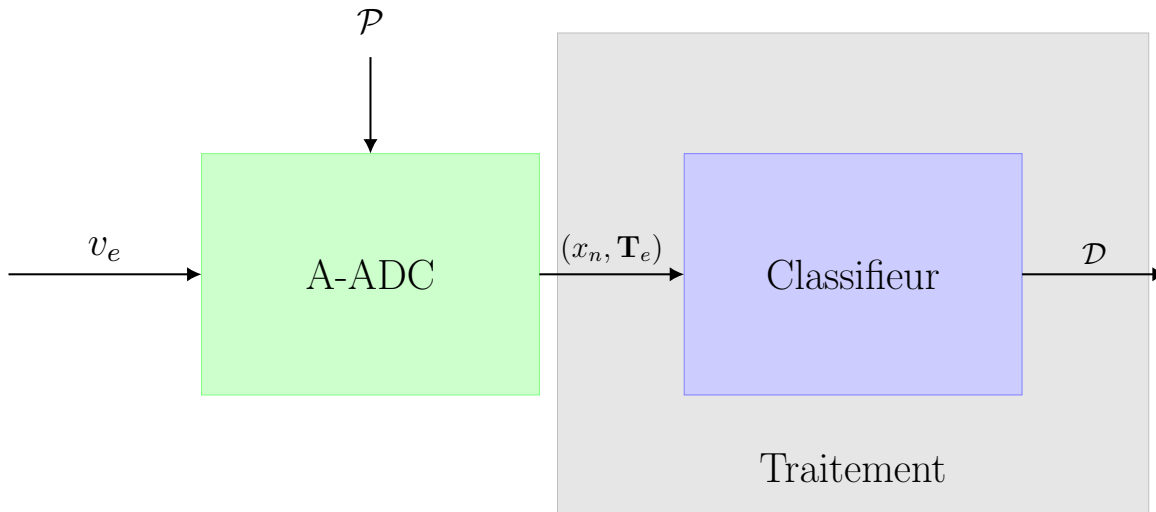 𝒫
v_e
A-ADC
(x_n, T_e)
Classifieur
𝒟
Traitement